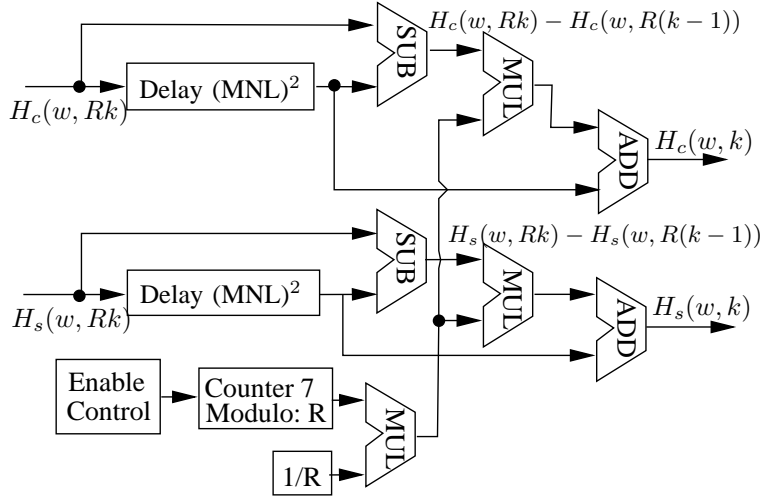 H_c(w, Rk) − H_c(w, R(k−1))
SUB
MUL
Delay (MNL)²
H_c(w, Rk)
ADD
H_c(w, k)
SUB
H_s(w, Rk) − H_s(w, R(k−1))
MUL
Delay (MNL)²
H_s(w, Rk)
ADD
H_s(w, k)
Enable
Control
Counter 7
Modulo: R
MUL
1/R